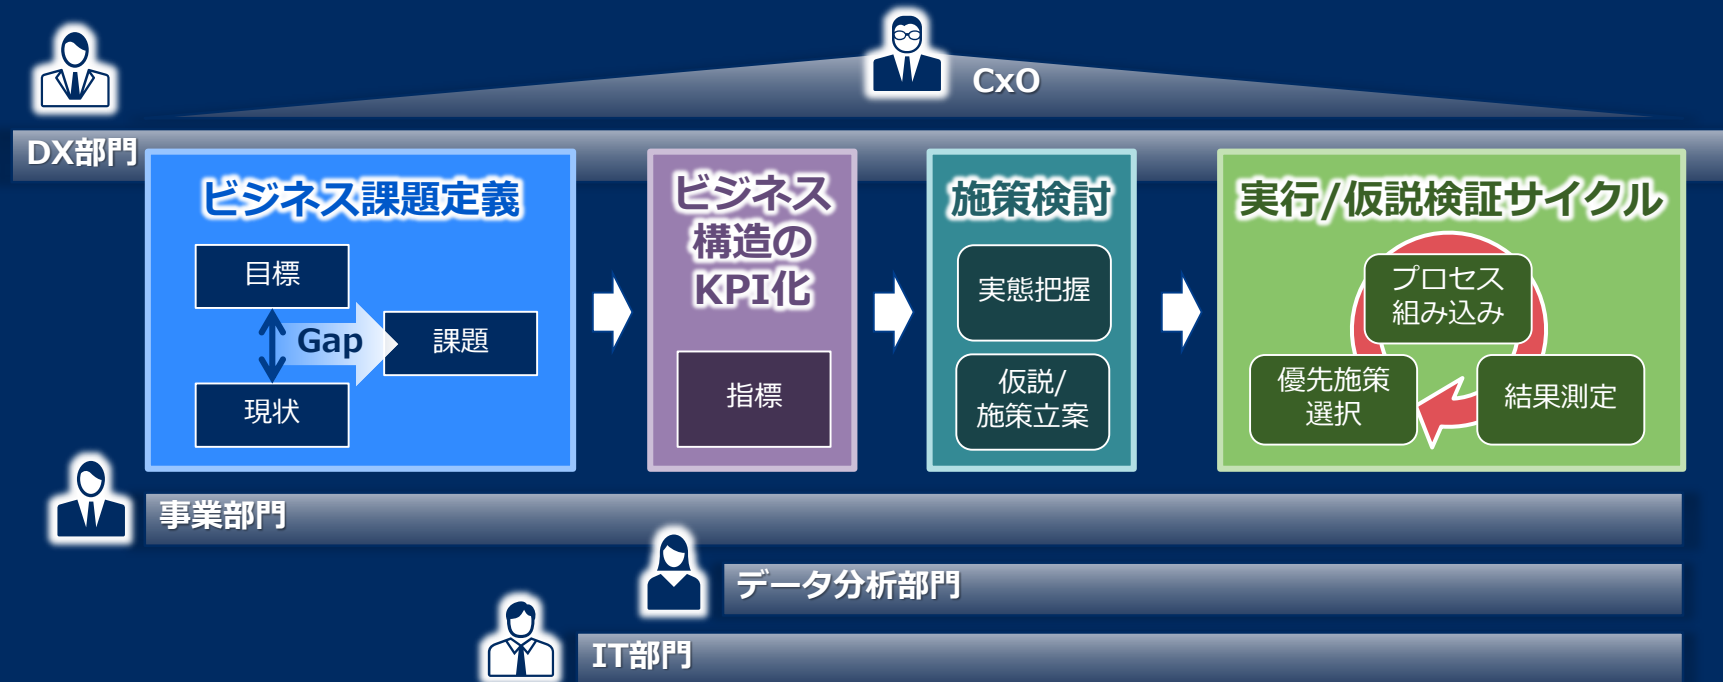 CxO
DX部門
ビジネス課題定義
目標
Gap
課題
現状
ビジネス
構造の
KPI化
指標
施策検討
実態把握
仮説/
施策立案
実行/仮説検証サイクル
プロセス
組み込み
優先施策
選択
結果測定
事業部門
データ分析部門
IT部門